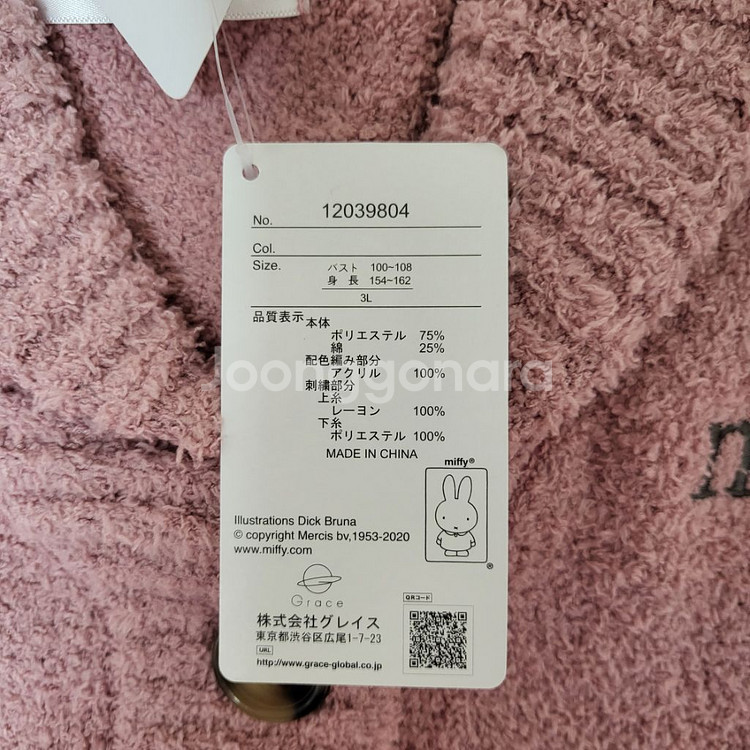 No. 12039804
Col.
Size. バスト 100~108
身 長 154~162
3L
品質表示 本体
ポリエステル 75%
綿 25%
配色編み部分
アクリル 100%
刺繍部分
上糸
レーヨン 100%
下糸
ポリエステル 100%
MADE IN CHINA
joonggonara
miffy®
Illustrations Dick Bruna
© copyright Mercis bv,1953-2020
www.miffy.com
®
Grace
QRコード
株式会社グレイス
東京都渋谷区広尾1-7-23
URL
http://www.grace-global.co.jp